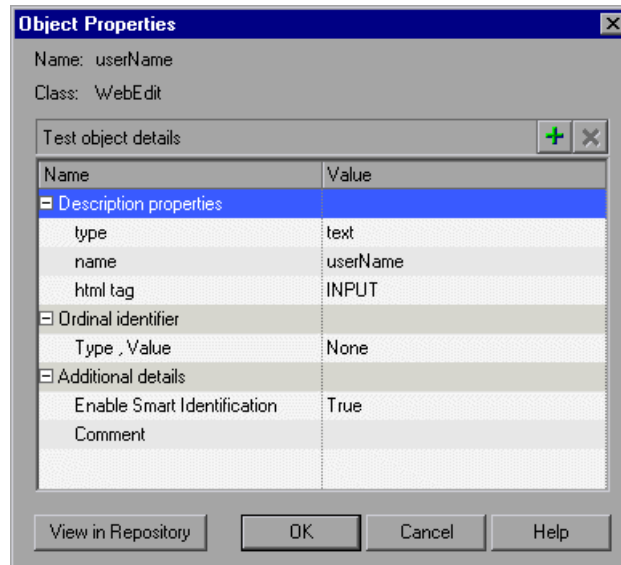 Object Properties
Name: userName
Class: WebEdit
Test object details
Name Value
Description properties
type text
name userName
html tag INPUT
Ordinal identifier
Type , Value None
Additional details
Enable Smart Identification True
Comment
View in Repository OK Cancel Help